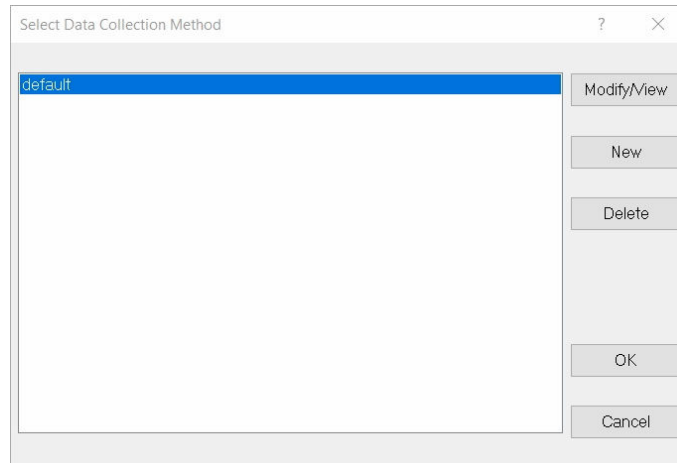 Select Data Collection Method ?
default
Modify/View
New
Delete
OK
Cancel